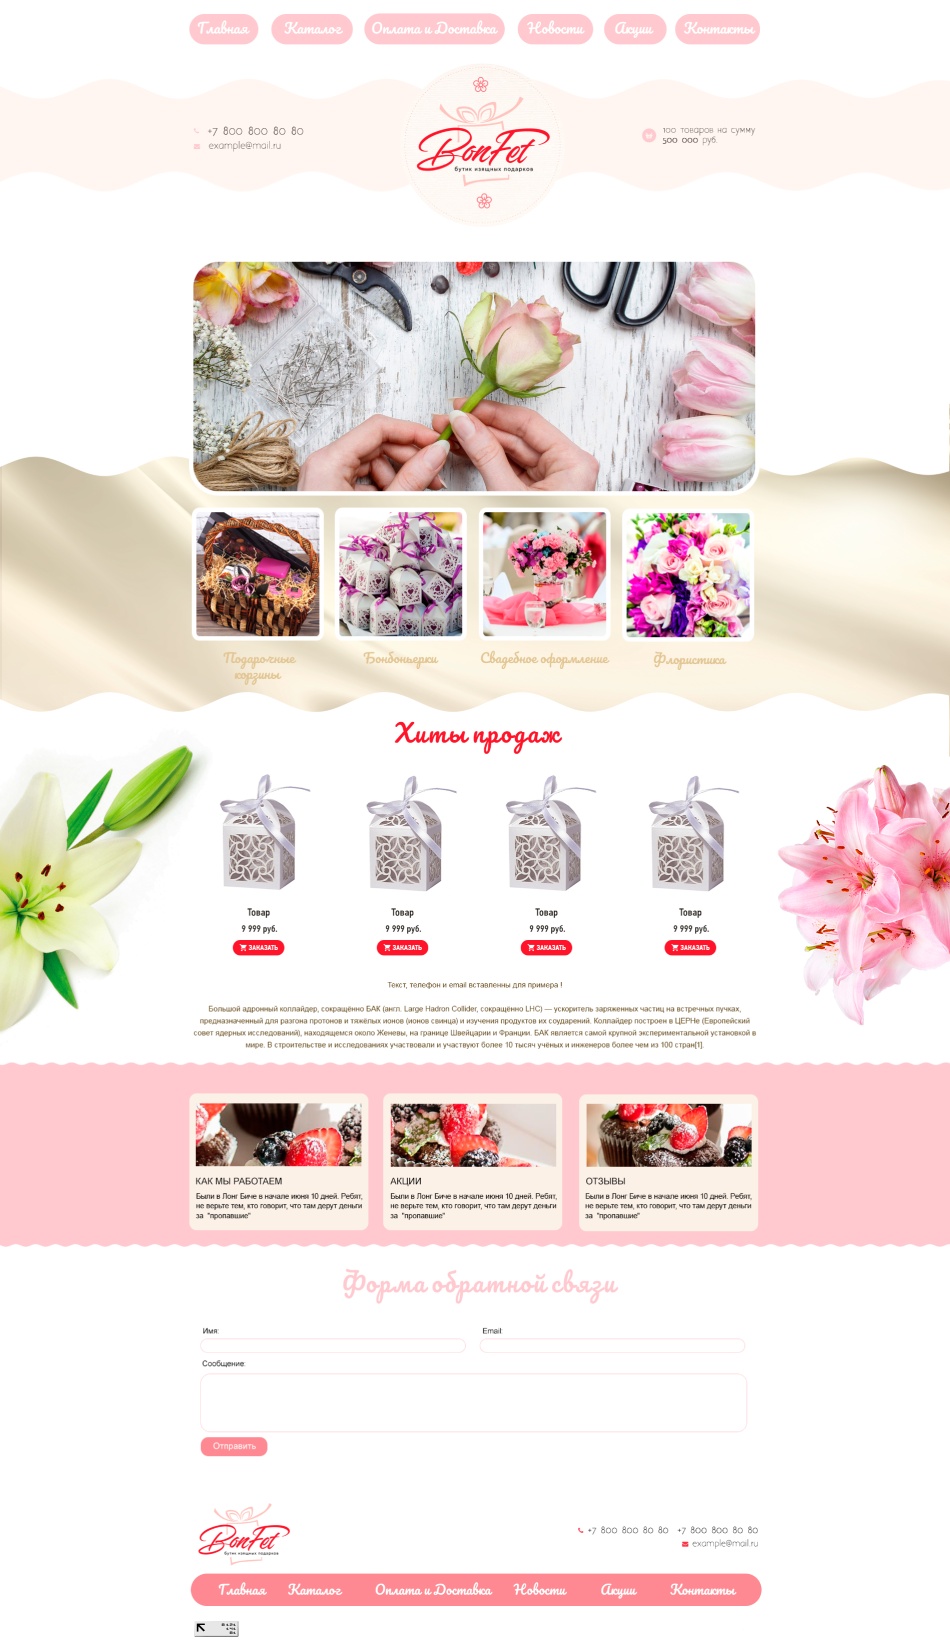 Главная Каталог Оплата и Доставка Новости Акции Контакты
+7 800 800 80 80
example@mail.ru
BonFet
бутик изящных подарков
100 товаров на сумму
500 000 руб.
Подарочные
корзины
Бонбоньерки
Свадебное оформление
Флористика
Хиты продаж
Товар Товар Товар Товар
9 999 руб. 9 999 руб. 9 999 руб. 9 999 руб.
ЗАКАЗАТЬ ЗАКАЗАТЬ ЗАКАЗАТЬ ЗАКАЗАТЬ
Текст, телефон и email вставленны для примера !
Большой адронный коллайдер, сокращённо БАК (англ. Large Hadron Collider, сокращённо LHC) — ускоритель заряженных частиц на встречных пучках,
предназначенный для разгона протонов и тяжёлых ионов (ионов свинца) и изучения продуктов их соударений. Коллайдер построен в ЦЕРНе (Европейский
совет ядерных исследований), находящемся около Женевы, на границе Швейцарии и Франции. БАК является самой крупной экспериментальной установкой в
мире. В строительстве и исследованиях участвовали и участвуют более 10 тысяч учёных и инженеров более чем из 100 стран[1].
КАК МЫ РАБОТАЕМ
Были в Лонг Биче в начале июня 10 дней. Ребят,
не верьте тем, кто говорит, что там дерут деньги
за "пропавшие"
АКЦИИ
Были в Лонг Биче в начале июня 10 дней. Ребят,
не верьте тем, кто говорит, что там дерут деньги
за "пропавшие"
ОТЗЫВЫ
Были в Лонг Биче в начале июня 10 дней. Ребят,
не верьте тем, кто говорит, что там дерут деньги
за "пропавшие"
Форма обратной связи
Имя:
Email:
Сообщение:
Отправить
BonFet
бутик изящных подарков
+7 800 800 80 80 +7 800 800 80 80
example@mail.ru
Главная Каталог Оплата и Доставка Новости Акции Контакты